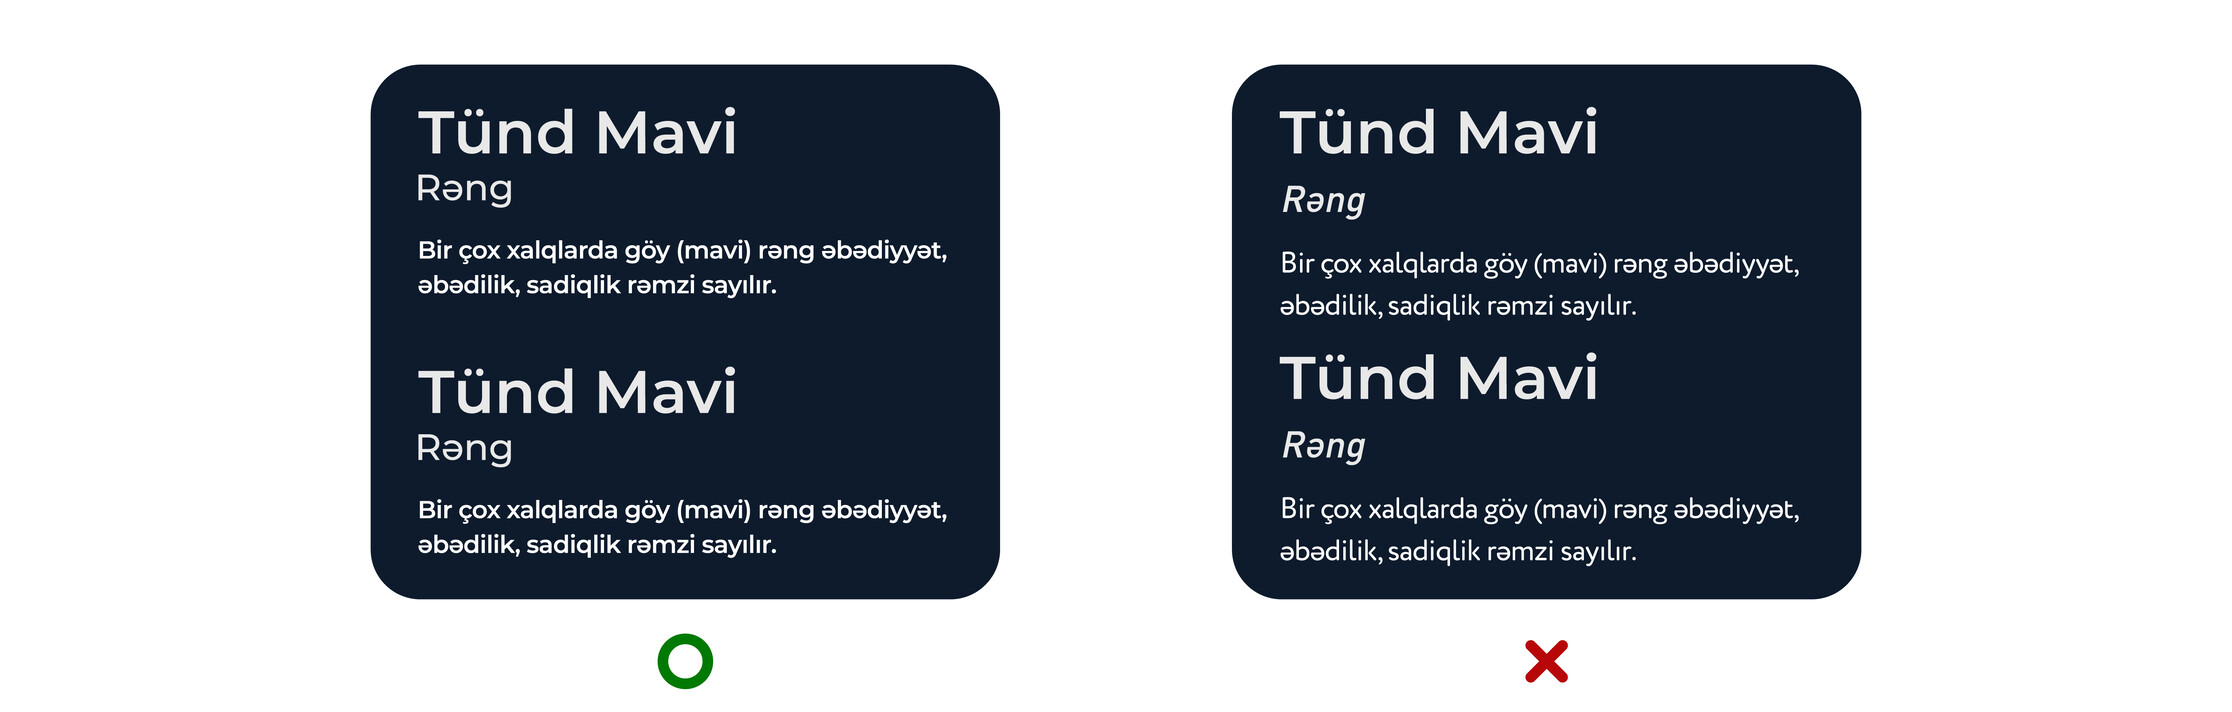 Tünd Mavi
Rəng
Bir çox xalqlarda göy (mavi) rəng əbədiyyət,
əbədilik, sadiqlik rəmzi sayılır.
Tünd Mavi
Rəng
Bir çox xalqlarda göy (mavi) rəng əbədiyyət,
əbədilik, sadiqlik rəmzi sayılır.
Tünd Mavi
Rəng
Bir çox xalqlarda göy (mavi) rəng əbədiyyət,
əbədilik, sadiqlik rəmzi sayılır.
Tünd Mavi
Rəng
Bir çox xalqlarda göy (mavi) rəng əbədiyyət,
əbədilik, sadiqlik rəmzi sayılır.